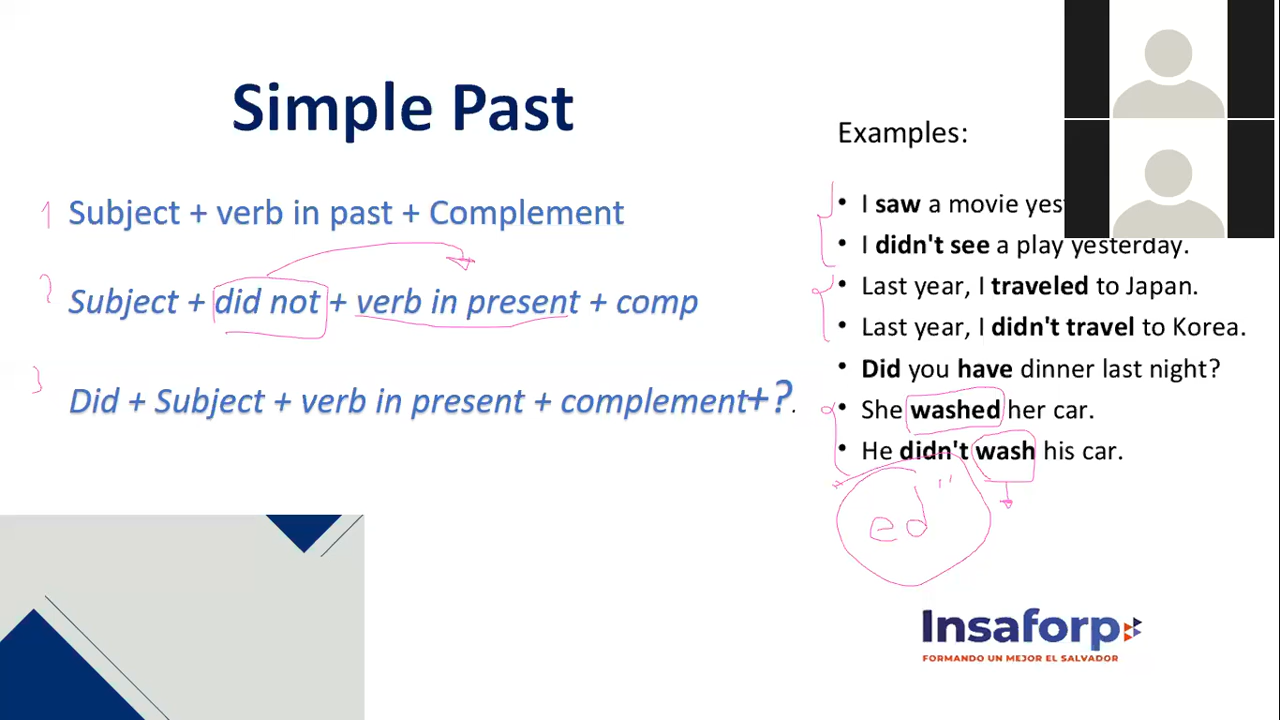 Simple Past
1 Subject + verb in past + Complement
2 Subject + did not + verb in present + comp
3 Did + Subject + verb in present + complement+?.
Examples:
• I saw a movie yes
• I didn't see a play yesterday.
• Last year, I traveled to Japan.
• Last year, I didn't travel to Korea.
• Did you have dinner last night?
• She washed her car.
• He didn't wash his car.
ed"
Insaforp
FORMANDO UN MEJOR EL SALVADOR